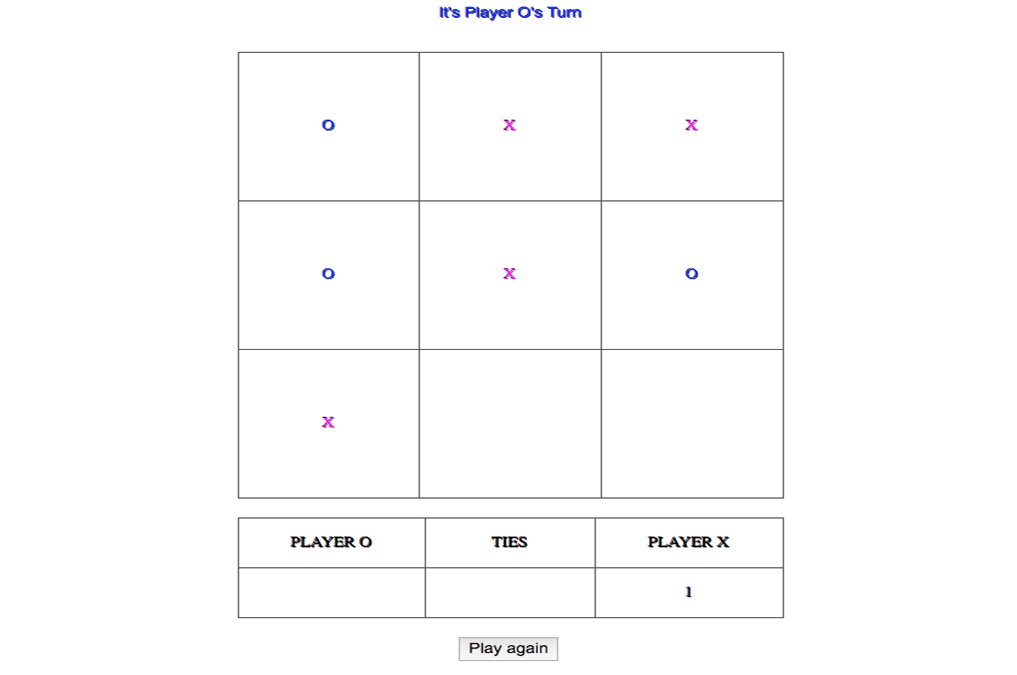 It's Player O's Turn
O X X
O X O
X
PLAYER O TIES PLAYER X
1
Play again